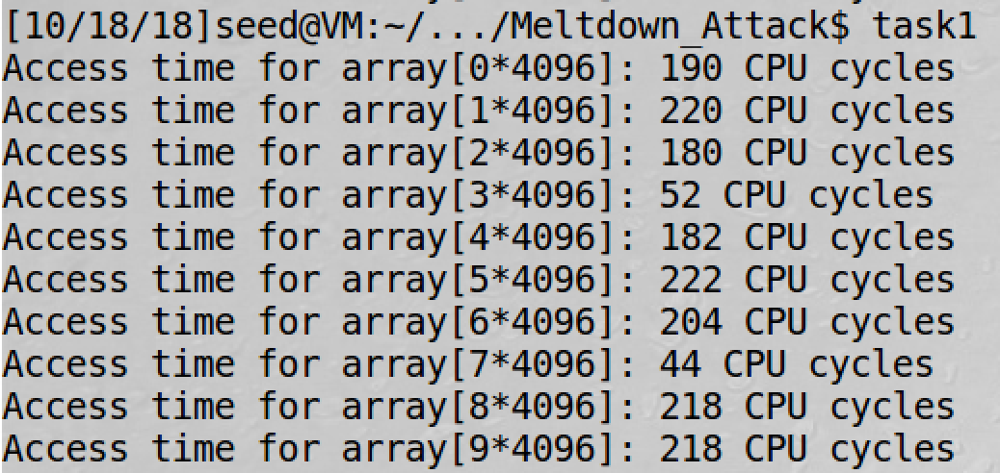 [10/18/18]seed@VM:~/.../Meltdown_Attack$ task1
Access time for array[0*4096]: 190 CPU cycles
Access time for array[1*4096]: 220 CPU cycles
Access time for array[2*4096]: 180 CPU cycles
Access time for array[3*4096]: 52 CPU cycles
Access time for array[4*4096]: 182 CPU cycles
Access time for array[5*4096]: 222 CPU cycles
Access time for array[6*4096]: 204 CPU cycles
Access time for array[7*4096]: 44 CPU cycles
Access time for array[8*4096]: 218 CPU cycles
Access time for array[9*4096]: 218 CPU cycles